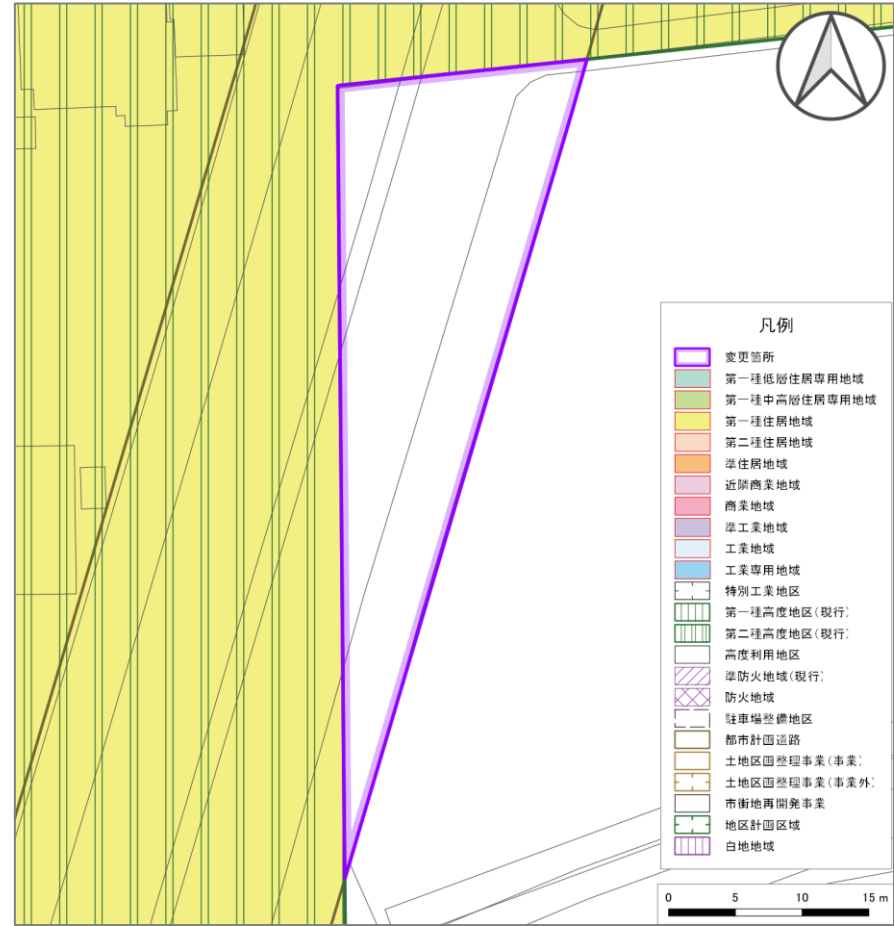 凡例
変更箇所
第一種低層住居専用地域
第一種中高層住居専用地域
第一種住居地域
第二種住居地域
準住居地域
近隣商業地域
商業地域
準工業地域
工業地域
工業専用地域
特別工業地区
第一種高度地区(現行)
第二種高度地区(現行)
高度利用地区
準防火地域(現行)
防火地域
駐車場整備地区
都市計画道路
土地区画整理事業(事業)
土地区画整理事業(事業外)
市街地再開発事業
地区計画区域
白地地域
0 5 10 15 m